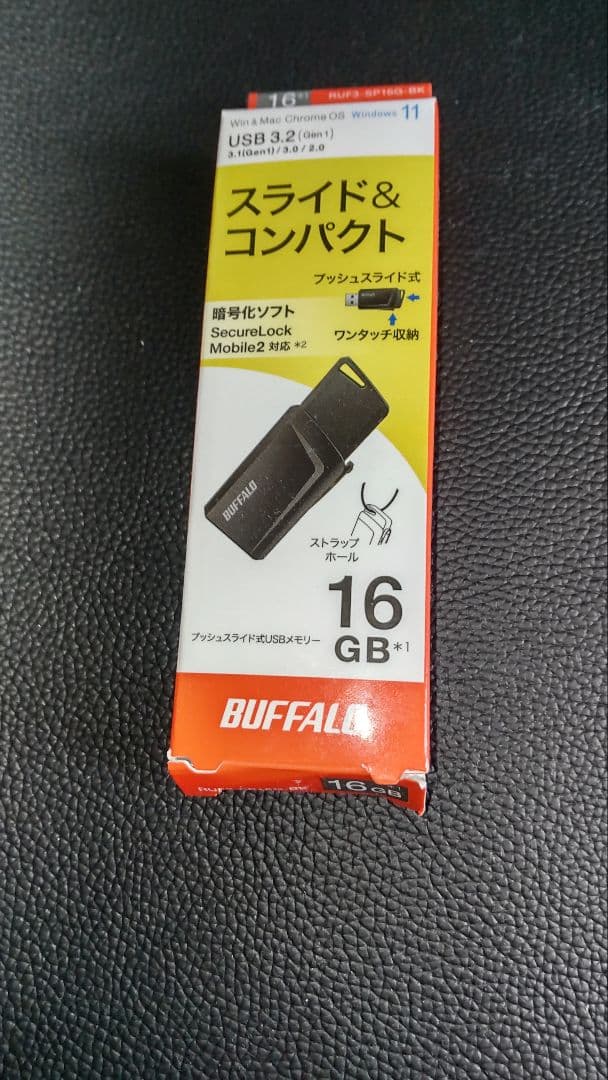 16*1 RUF3-SP16G-BK
Win & Mac Chrome OS Windows 11
USB 3.2 (Gen1)
3.1(Gen1) / 3.0 / 2.0
スライド&
コンパクト
プッシュスライド式
BUFFALO
暗号化ソフト
SecureLock
Mobile2 対応 *2
ワンタッチ収納
BUFFALO
ストラップ
ホール
16
GB*1
プッシュスライド式USBメモリー
BUFFALO
16GB